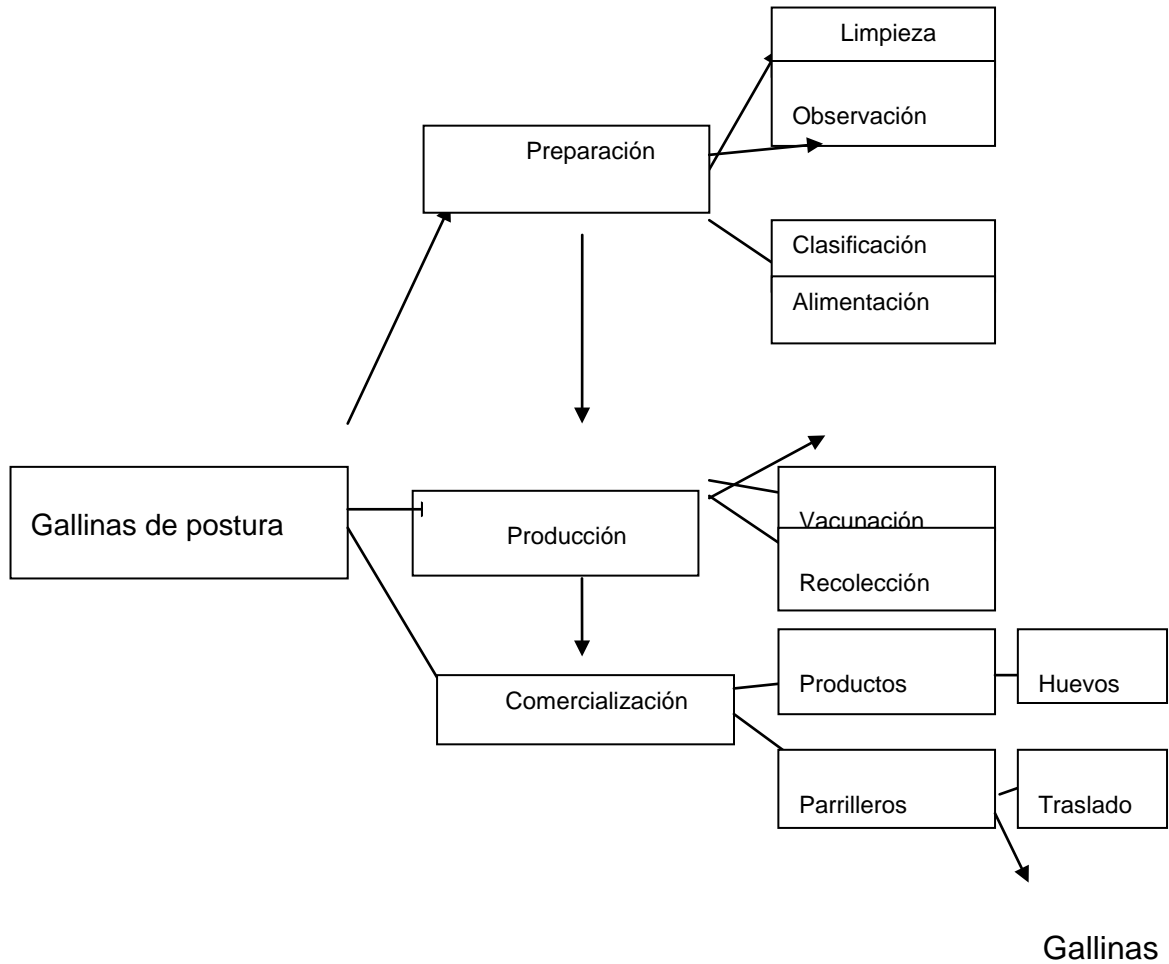 Limpieza
Observación
Preparación
Clasificación
Alimentación
Gallinas de postura
Producción
Vacunación
Recolección
Comercialización
Productos
Huevos
Parrilleros
Traslado
Gallinas